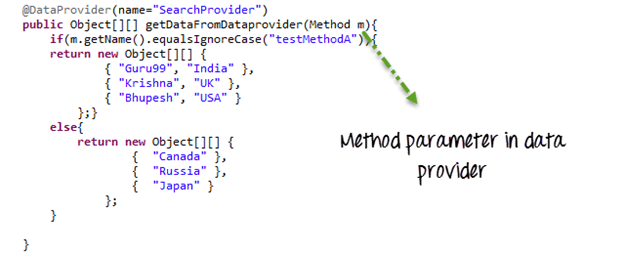 @DataProvider(name="SearchProvider")
public Object[][] getDataFromDataprovider(Method m){
if(m.getName().equalsIgnoreCase("testMethodA")){
return new Object[][] {
{ "Guru99", "India" },
{ "Krishna", "UK" },
{ "Bhupesh", "USA" }
};}
else{
return new Object[][] {
{ "Canada" },
{ "Russia" },
{ "Japan" }
};
}
}
Method parameter in data
provider